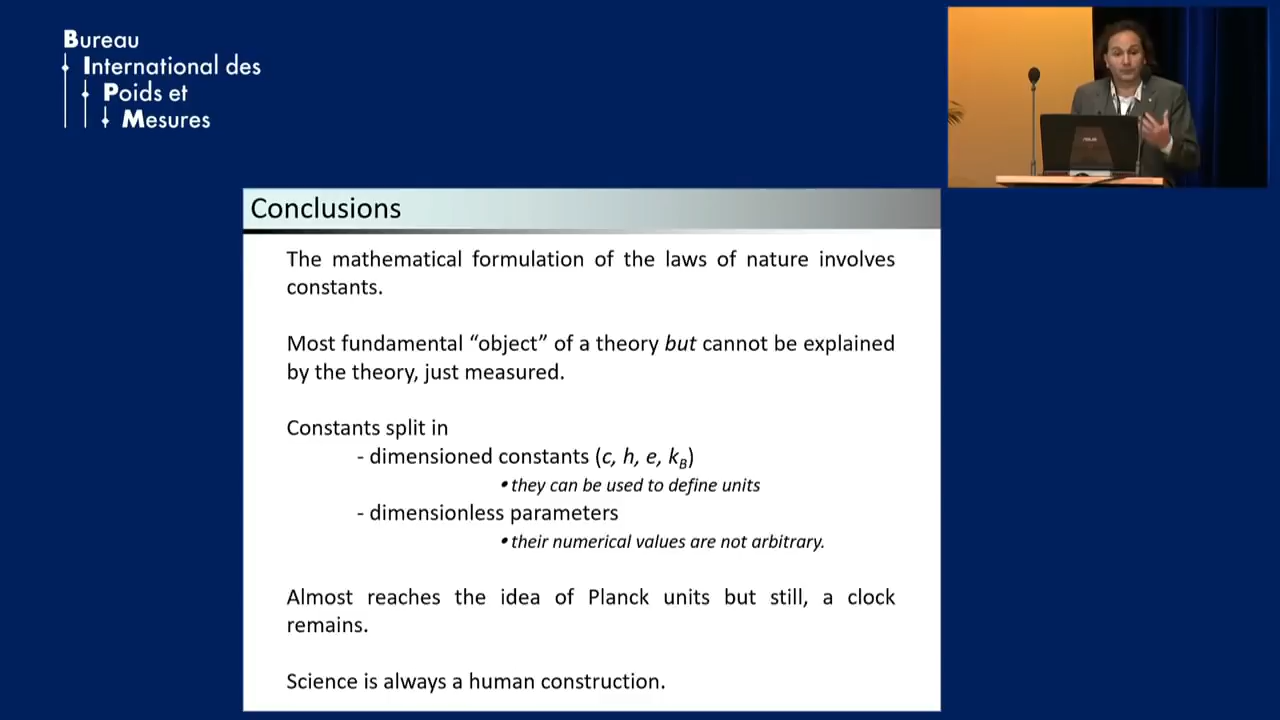 Bureau
International des
Poids et
Mesures
Conclusions
The mathematical formulation of the laws of nature involves
constants.
Most fundamental “object” of a theory but cannot be explained
by the theory, just measured.
Constants split in
- dimensioned constants (c, h, e, kB)
• they can be used to define units
- dimensionless parameters
• their numerical values are not arbitrary.
Almost reaches the idea of Planck units but still, a clock
remains.
Science is always a human construction.